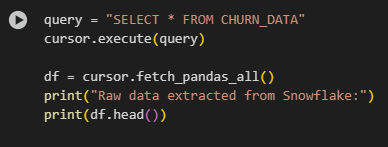 query = "SELECT * FROM CHURN_DATA"
cursor.execute(query)
df = cursor.fetch_pandas_all()
print("Raw data extracted from Snowflake:")
print(df.head())